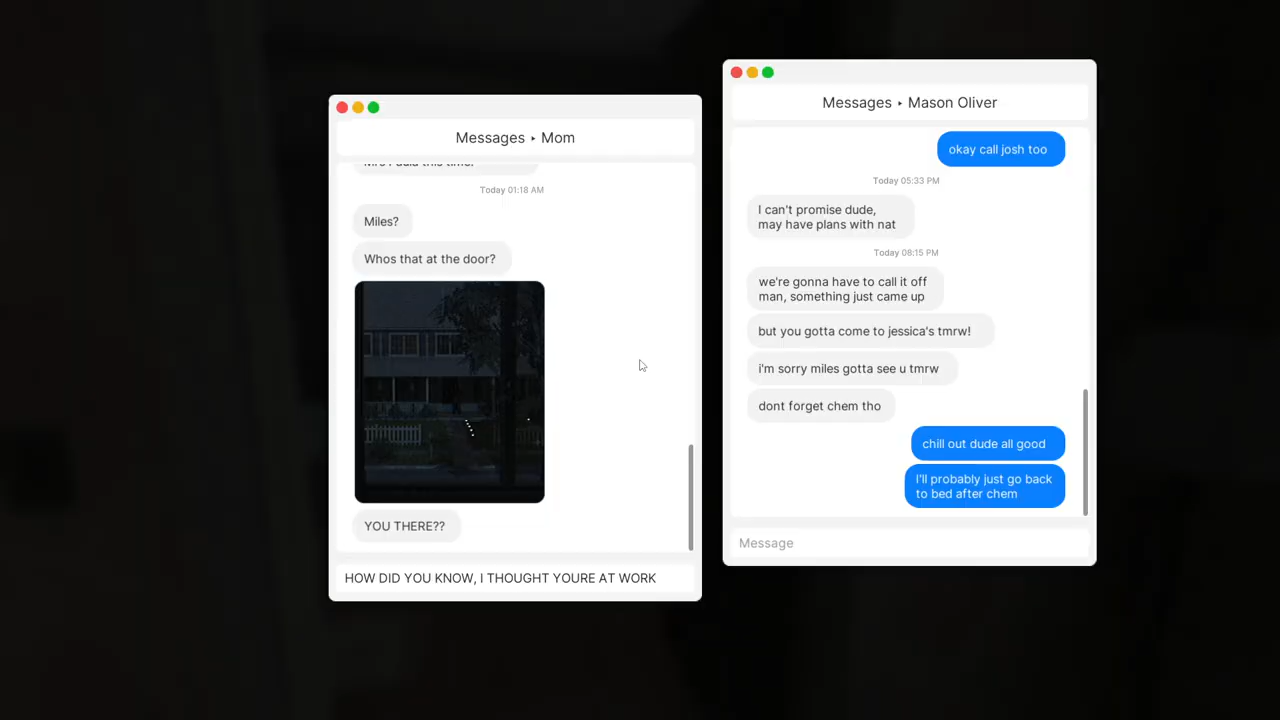 Messages ▸ Mom
Mrs Paula this time?
Today 01:18 AM
Miles?
Whos that at the door?
YOU THERE??
HOW DID YOU KNOW, I THOUGHT YOURE AT WORK
Messages ▸ Mason Oliver
okay call josh too
Today 05:33 PM
I can't promise dude,
may have plans with nat
Today 08:15 PM
we're gonna have to call it off
man, something just came up
but you gotta come to jessica's tmrw!
i'm sorry miles gotta see u tmrw
dont forget chem tho
chill out dude all good
I'll probably just go back
to bed after chem
Message